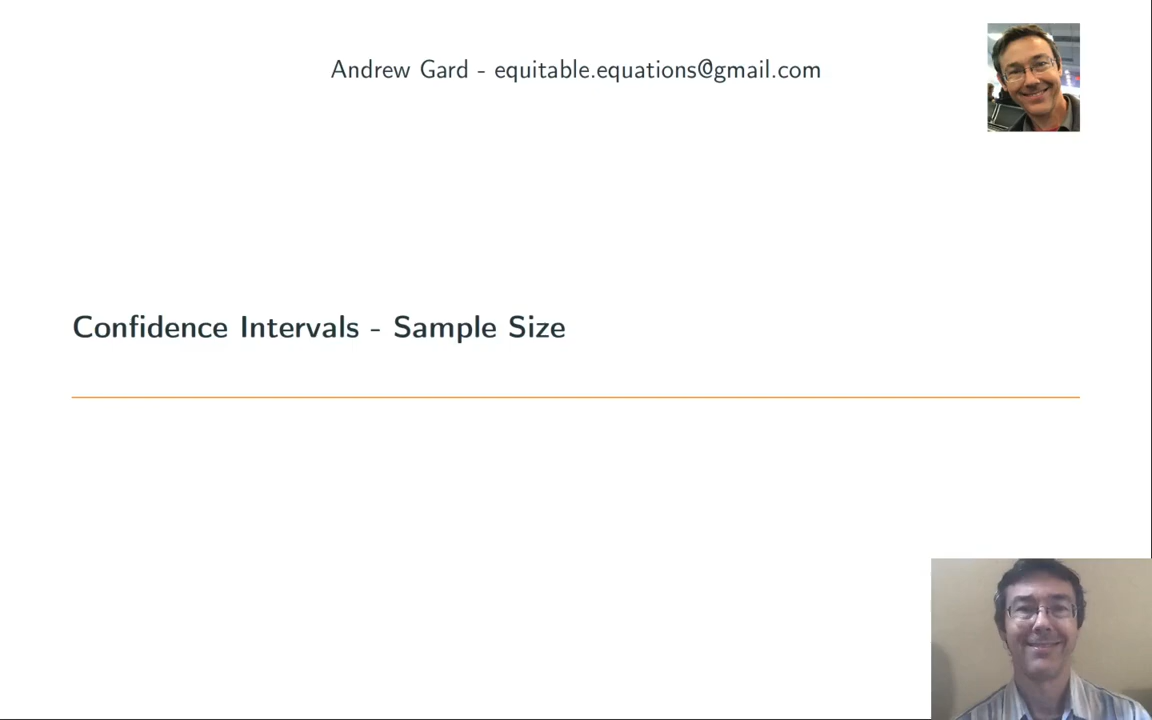 Andrew Gard - equitable.equations@gmail.com
Confidence Intervals - Sample Size